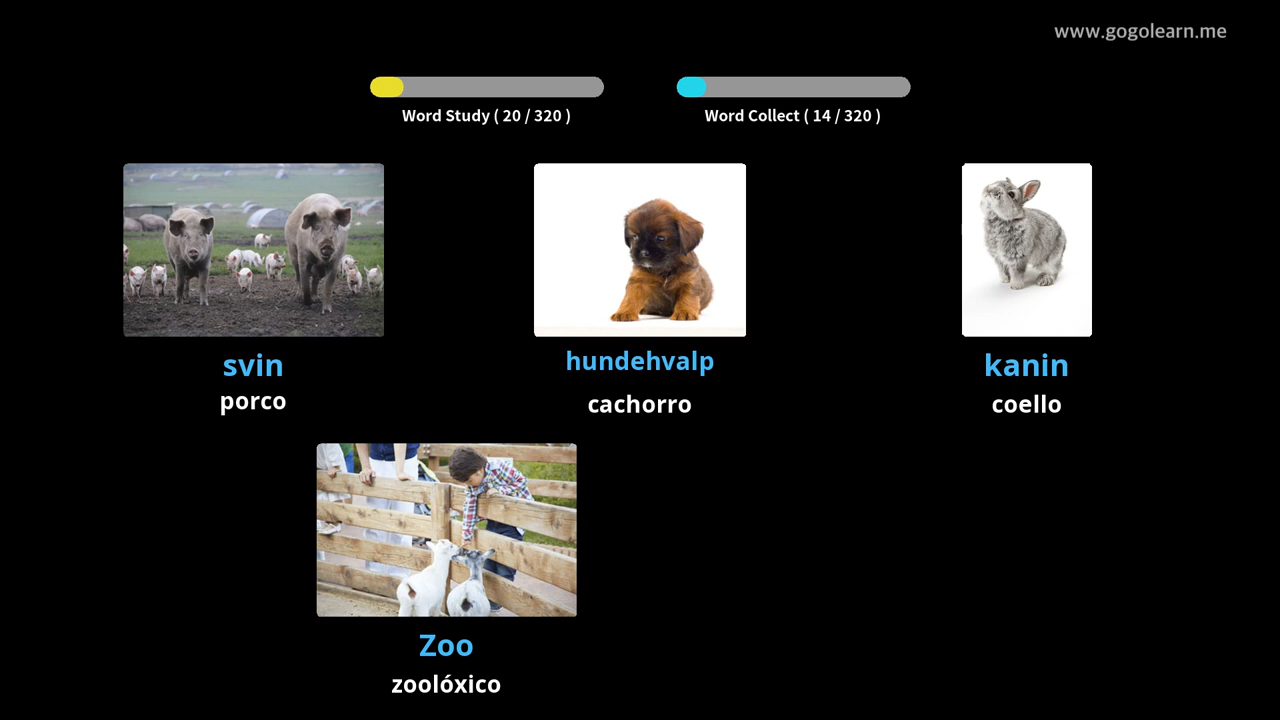 www.gogolearn.me
Word Study ( 20 / 320 )
Word Collect ( 14 / 320 )
svin
porco
hundehvalp
cachorro
kanin
coello
Zoo
zoolóxico